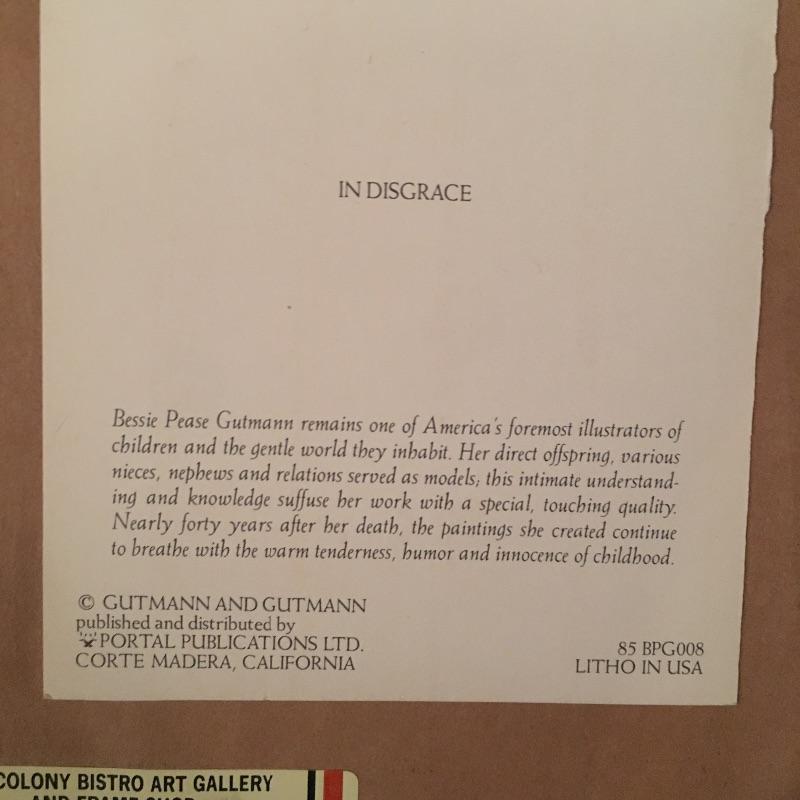 IN DISGRACE
Bessie Pease Gutmann remains one of America's foremost illustrators of
children and the gentle world they inhabit. Her direct offspring, various
nieces, nephews and relations served as models; this intimate understand-
ing and knowledge suffuse her work with a special, touching quality.
Nearly forty years after her death, the paintings she created continue
to breathe with the warm tenderness, humor and innocence of childhood.
© GUTMANN AND GUTMANN
published and distributed by
PORTAL PUBLICATIONS LTD.
CORTE MADERA, CALIFORNIA
85 BPG008
LITHO IN USA
COLONY BISTRO ART GALLERY
AND FRAME SHOP